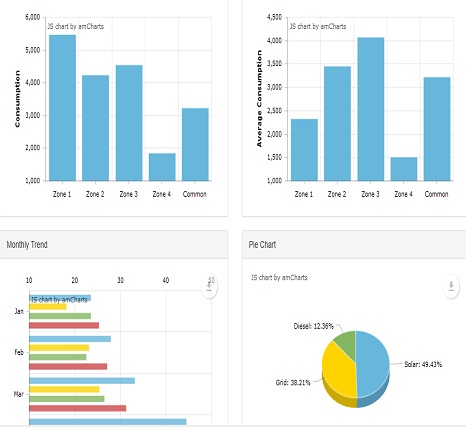 6,000
JS chart by amCharts
5,000
4,000
3,000
2,000
1,000
Consumption
Zone 1 Zone 2 Zone 3 Zone 4 Common
4,500
JS chart by amCharts
4,000
3,500
3,000
2,500
2,000
1,500
1,000
Average Consumption
Zone 1 Zone 2 Zone 3 Zone 4 Common
Monthly Trend
10 20 30 40 50
JS chart by amCharts
Jan
Feb
Mar
Pie Chart
JS chart by amCharts
Diesel: 12.36%
Solar: 49.43%
Grid: 38.21%